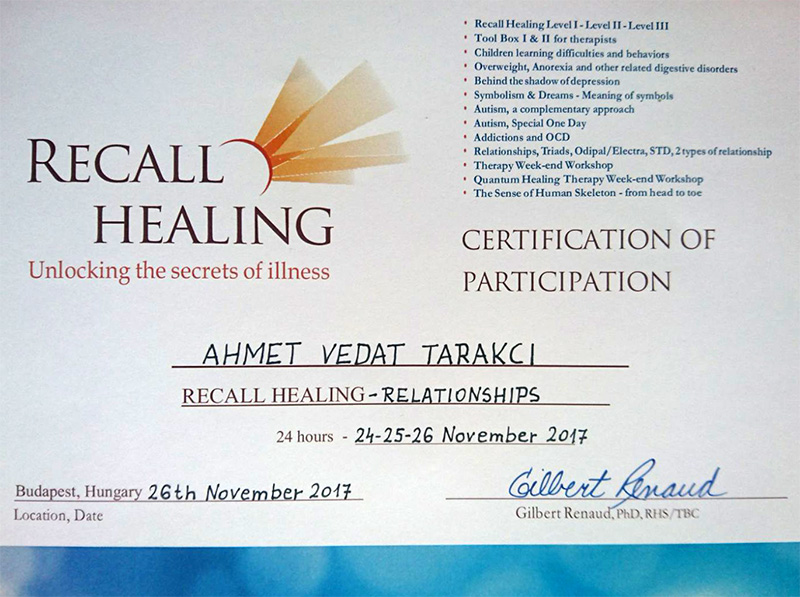 RECALL
HEALING
Unlocking the secrets of illness
• Recall Healing Level I - Level II - Level III
• Tool Box I & II for therapists
• Children learning difficulties and behaviors
• Overweight, Anorexia and other related digestive disorders
• Behind the shadow of depression
• Symbolism & Dreams - Meaning of symbols
• Autism, a complementary approach
• Autism, Special One Day
• Addictions and OCD
• Relationships, Triads, Odipal/Electra, STD, 2 types of relationship
• Therapy Week-end Workshop
• Quantum Healing Therapy Week-end Workshop
• The Sense of Human Skeleton - from head to toe
CERTIFICATION OF
PARTICIPATION
AHMET VEDAT TARAKCI
RECALL HEALING - RELATIONSHIPS
24 hours - 24-25-26 November 2017
Budapest, Hungary 26th November 2017
Location, Date
Gilbert Renaud
Gilbert Renaud, PhD, RHS/TBC